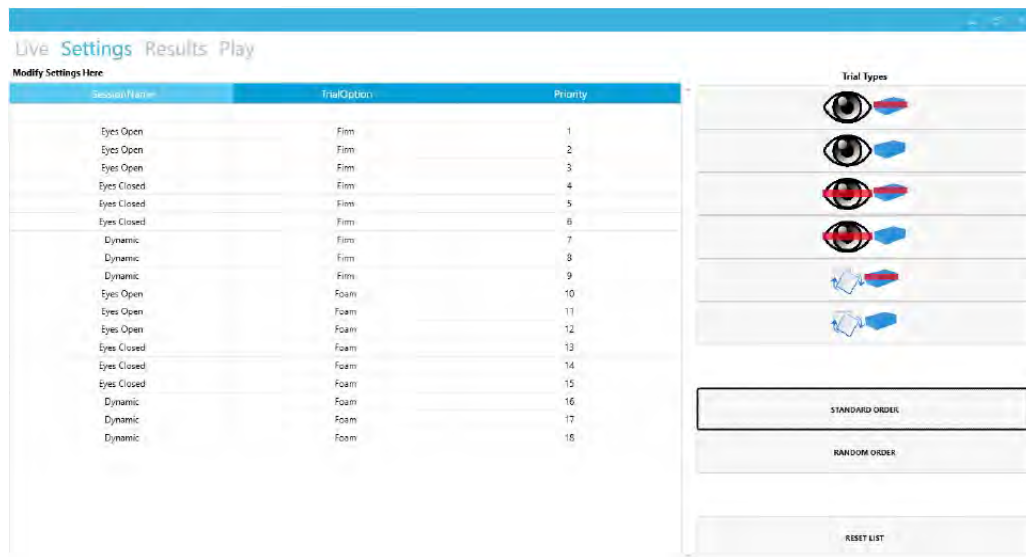 Live Settings Results Play
Modify Settings Here
Trial Types
SessionName TrialOption Priority
Eyes Open Firm 1
Eyes Open Firm 2
Eyes Open Firm 3
Eyes Closed Firm 4
Eyes Closed Firm 5
Eyes Closed Firm 6
Dynamic Firm 7
Dynamic Firm 8
Dynamic Firm 9
Eyes Open Foam 10
Eyes Open Foam 11
Eyes Open Foam 12
Eyes Closed Foam 13
Eyes Closed Foam 14
Eyes Closed Foam 15
Dynamic Foam 16
Dynamic Foam 17
Dynamic Foam 18
STANDARD ORDER
RANDOM ORDER
RESET LIST